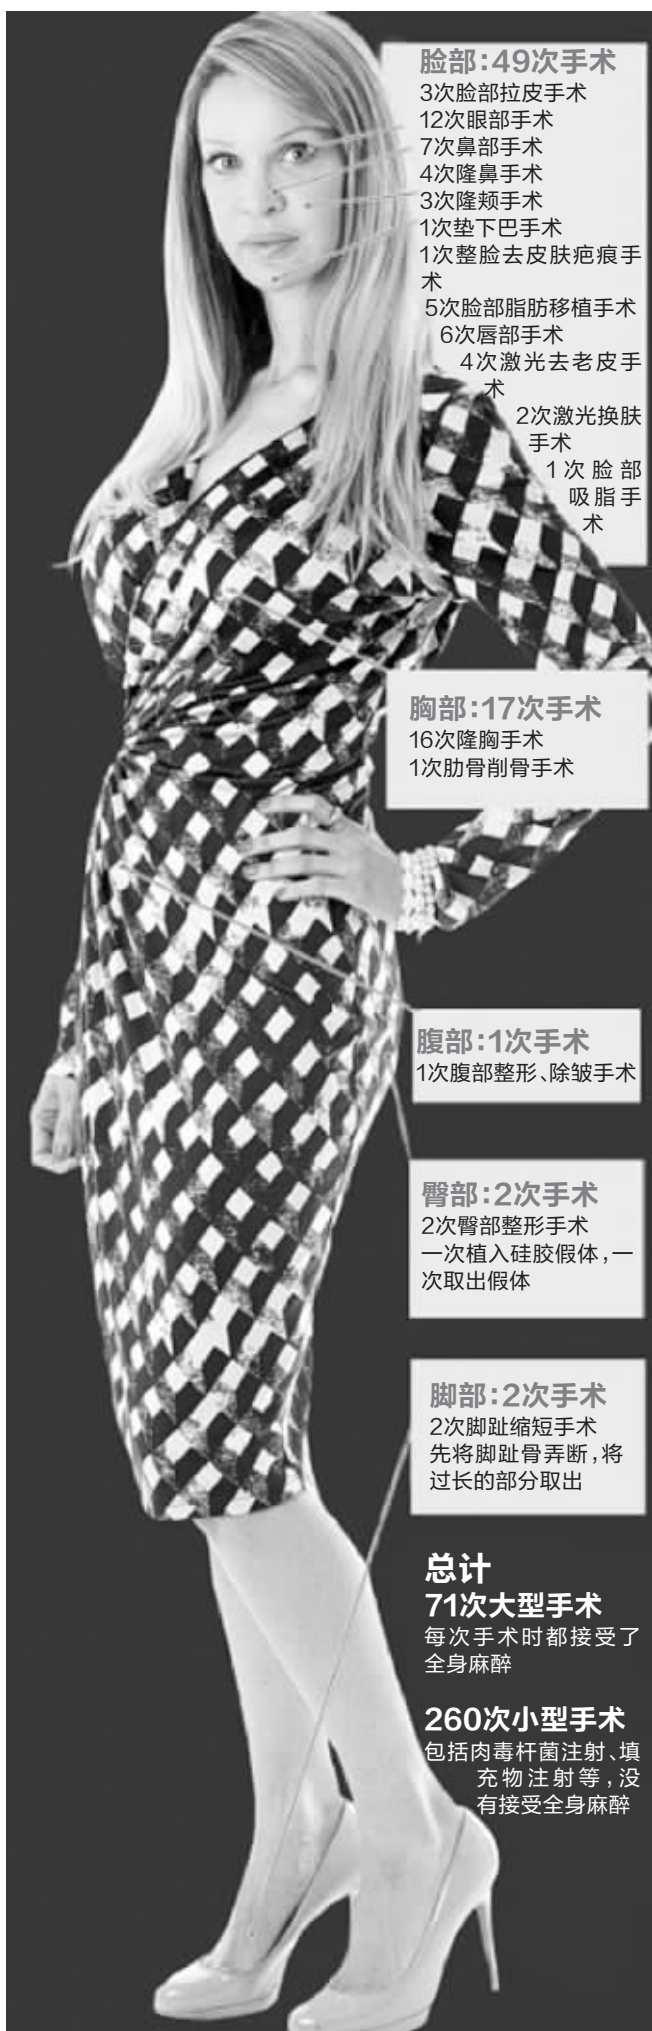 脸部:49次手术
3次脸部拉皮手术
12次眼部手术
7次鼻部手术
4次隆鼻手术
3次隆颊手术
1次垫下巴手术
1次整脸去皮肤疤痕手
术
5次脸部脂肪移植手术
6次唇部手术
4次激光去老皮手
术
2次激光换肤
手术
1次脸部
吸脂手
术
胸部:17次手术
16次隆胸手术
1次肋骨削骨手术
腹部:1次手术
1次腹部整形、除皱手术
臀部:2次手术
2次臀部整形手术
一次植入硅胶假体,一
次取出假体
脚部:2次手术
2次脚趾缩短手术
先将脚趾骨弄断,将
过长的部分取出
总计
71次大型手术
每次手术时都接受了
全身麻醉
260次小型手术
包括肉毒杆菌注射、填
充物注射等,没
有接受全身麻醉